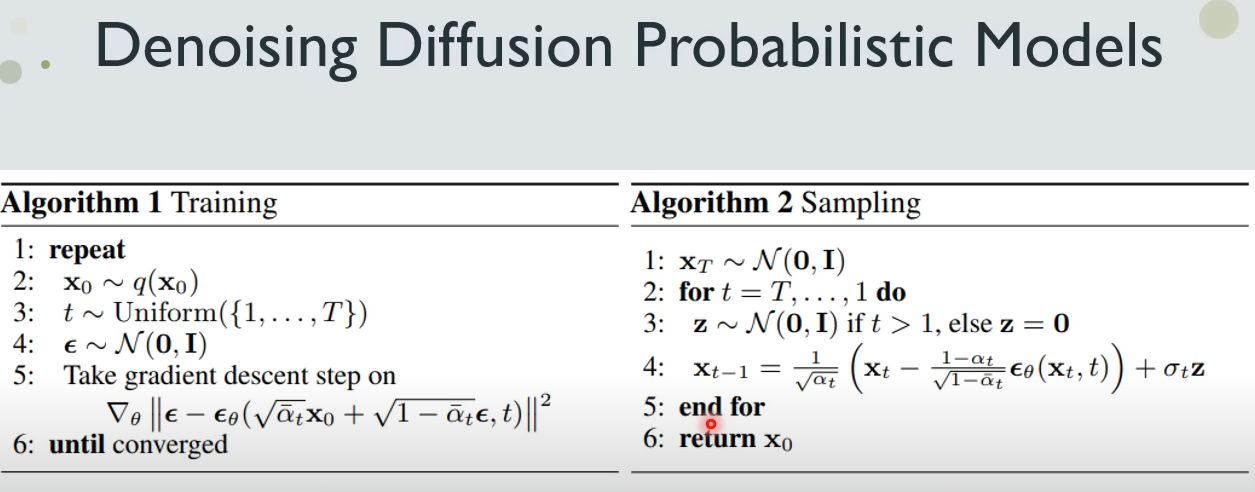 Denoising Diffusion Probabilistic Models
Algorithm 1 Training
1: repeat
2: x₀ ∼ q(x₀)
3: t ∼ Uniform({1, . . . , T})
4: ϵ ∼ 𝒩(0, I)
5: Take gradient descent step on
∇_θ ‖ϵ − ϵ_θ(√ᾱ_t x₀ + √(1 − ᾱ_t) ϵ, t)‖²
6: until converged
Algorithm 2 Sampling
1: x_T ∼ 𝒩(0, I)
2: for t = T, . . . , 1 do
3: z ∼ 𝒩(0, I) if t > 1, else z = 0
4: x_{t−1} = 1/√α_t (x_t − (1−α_t)/√(1−ᾱ_t) ϵ_θ(x_t, t)) + σ_t z
5: end for
6: return x₀